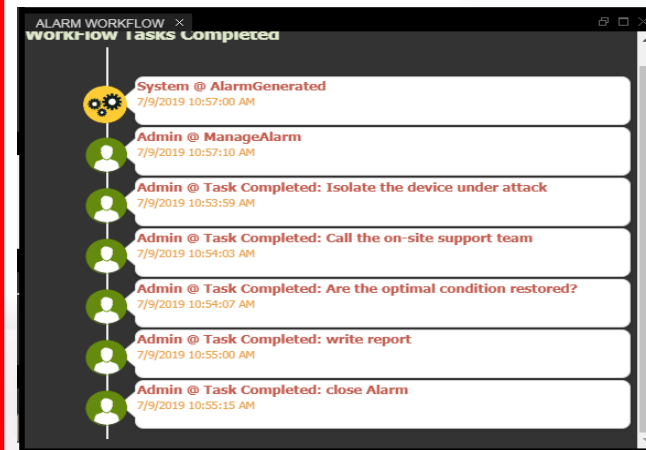 ALARM WORKFLOW
WorkFlow Tasks Completed
System @ AlarmGenerated
7/9/2019 10:57:00 AM
Admin @ ManageAlarm
7/9/2019 10:57:10 AM
Admin @ Task Completed: Isolate the device under attack
7/9/2019 10:53:59 AM
Admin @ Task Completed: Call the on-site support team
7/9/2019 10:54:03 AM
Admin @ Task Completed: Are the optimal condition restored?
7/9/2019 10:54:07 AM
Admin @ Task Completed: write report
7/9/2019 10:55:00 AM
Admin @ Task Completed: close Alarm
7/9/2019 10:55:15 AM